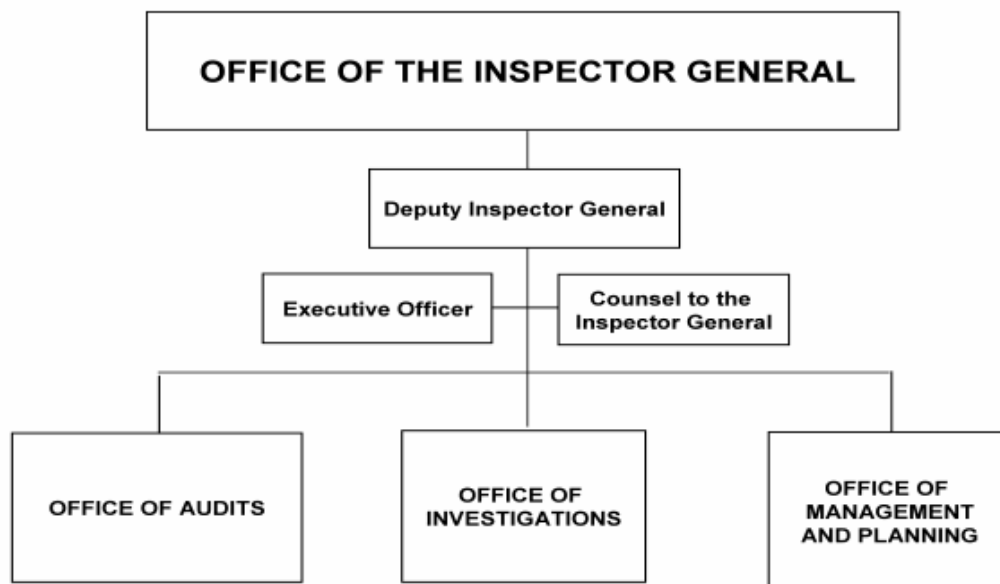 OFFICE OF THE INSPECTOR GENERAL
Deputy Inspector General
Executive Officer
Counsel to the
Inspector General
OFFICE OF AUDITS
OFFICE OF
INVESTIGATIONS
OFFICE OF
MANAGEMENT
AND PLANNING